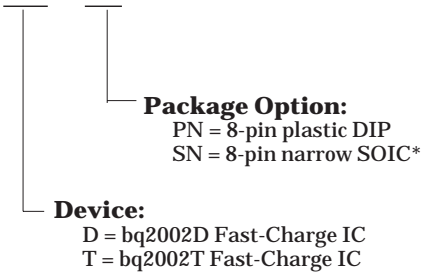 Package Option:
PN = 8-pin plastic DIP
SN = 8-pin narrow SOIC*
Device:
D = bq2002D Fast-Charge IC
T = bq2002T Fast-Charge IC